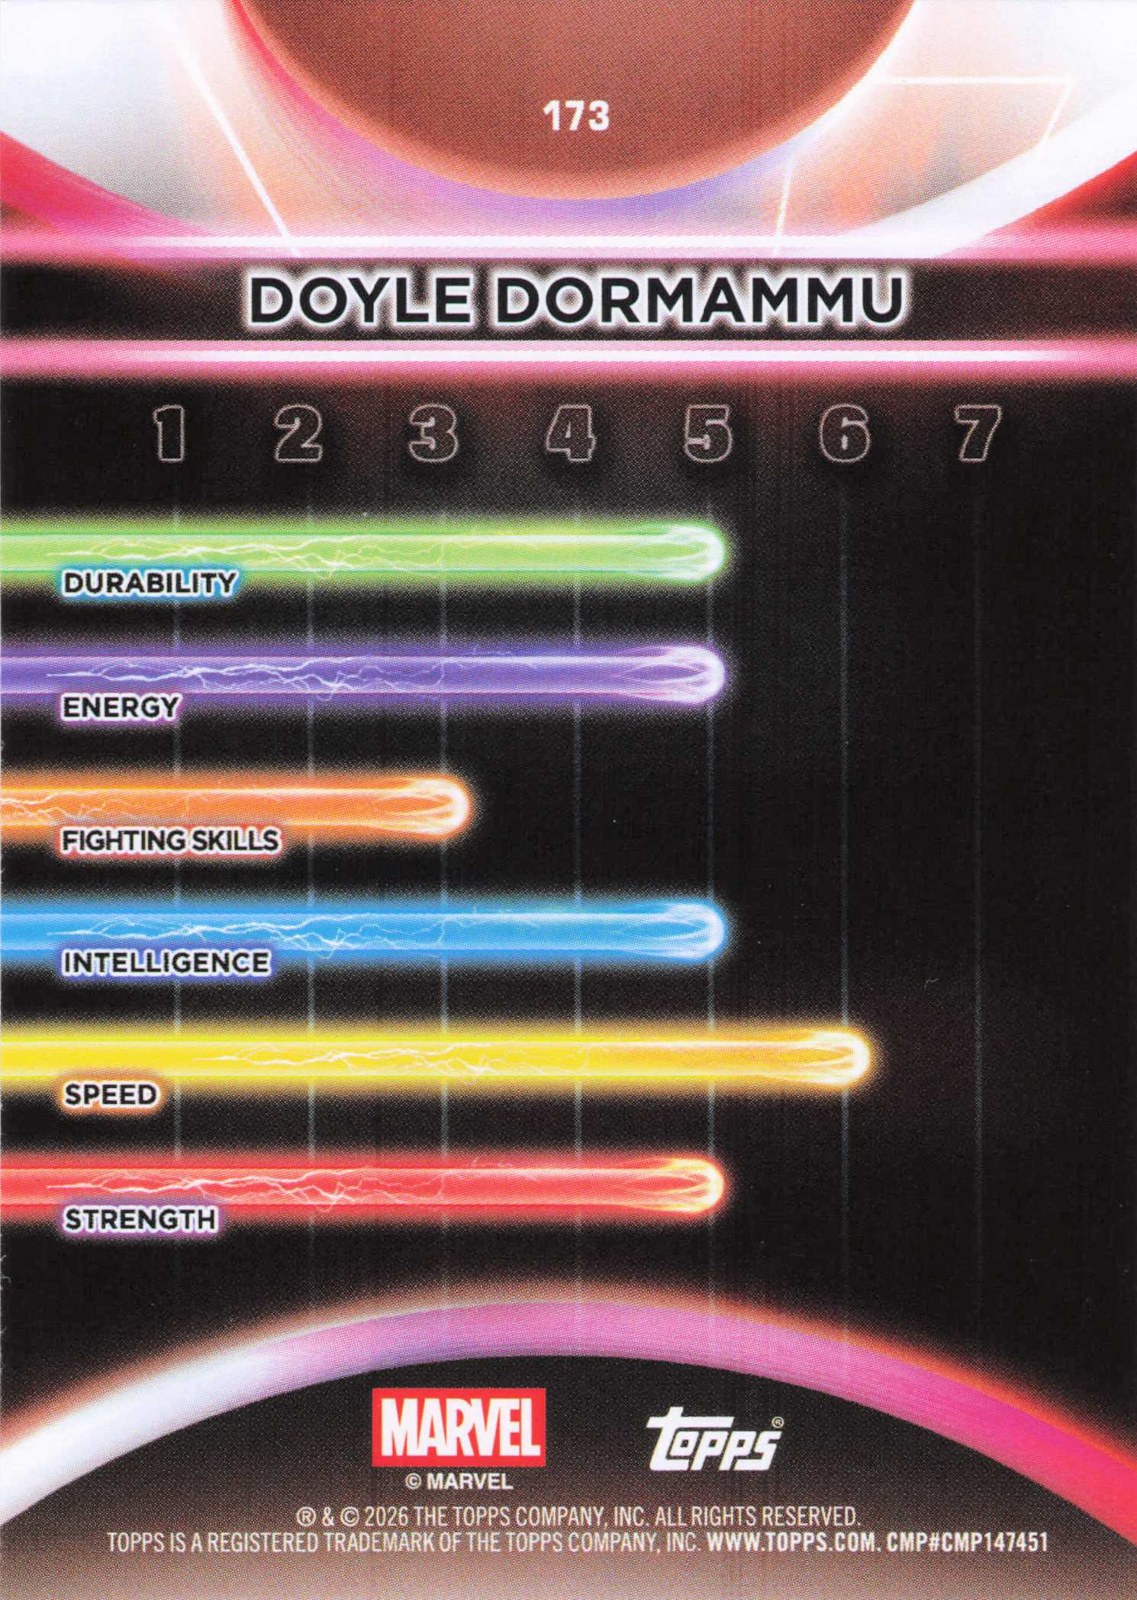 173
DOYLE DORMAMMU
1 2 3 4 5 6 7
DURABILITY
ENERGY
FIGHTING SKILLS
INTELLIGENCE
SPEED
STRENGTH
MARVEL
© MARVEL
Topps®
® & © 2026 THE TOPPS COMPANY, INC. ALL RIGHTS RESERVED.
TOPPS IS A REGISTERED TRADEMARK OF THE TOPPS COMPANY, INC. WWW.TOPPS.COM. CMP#CMP147451